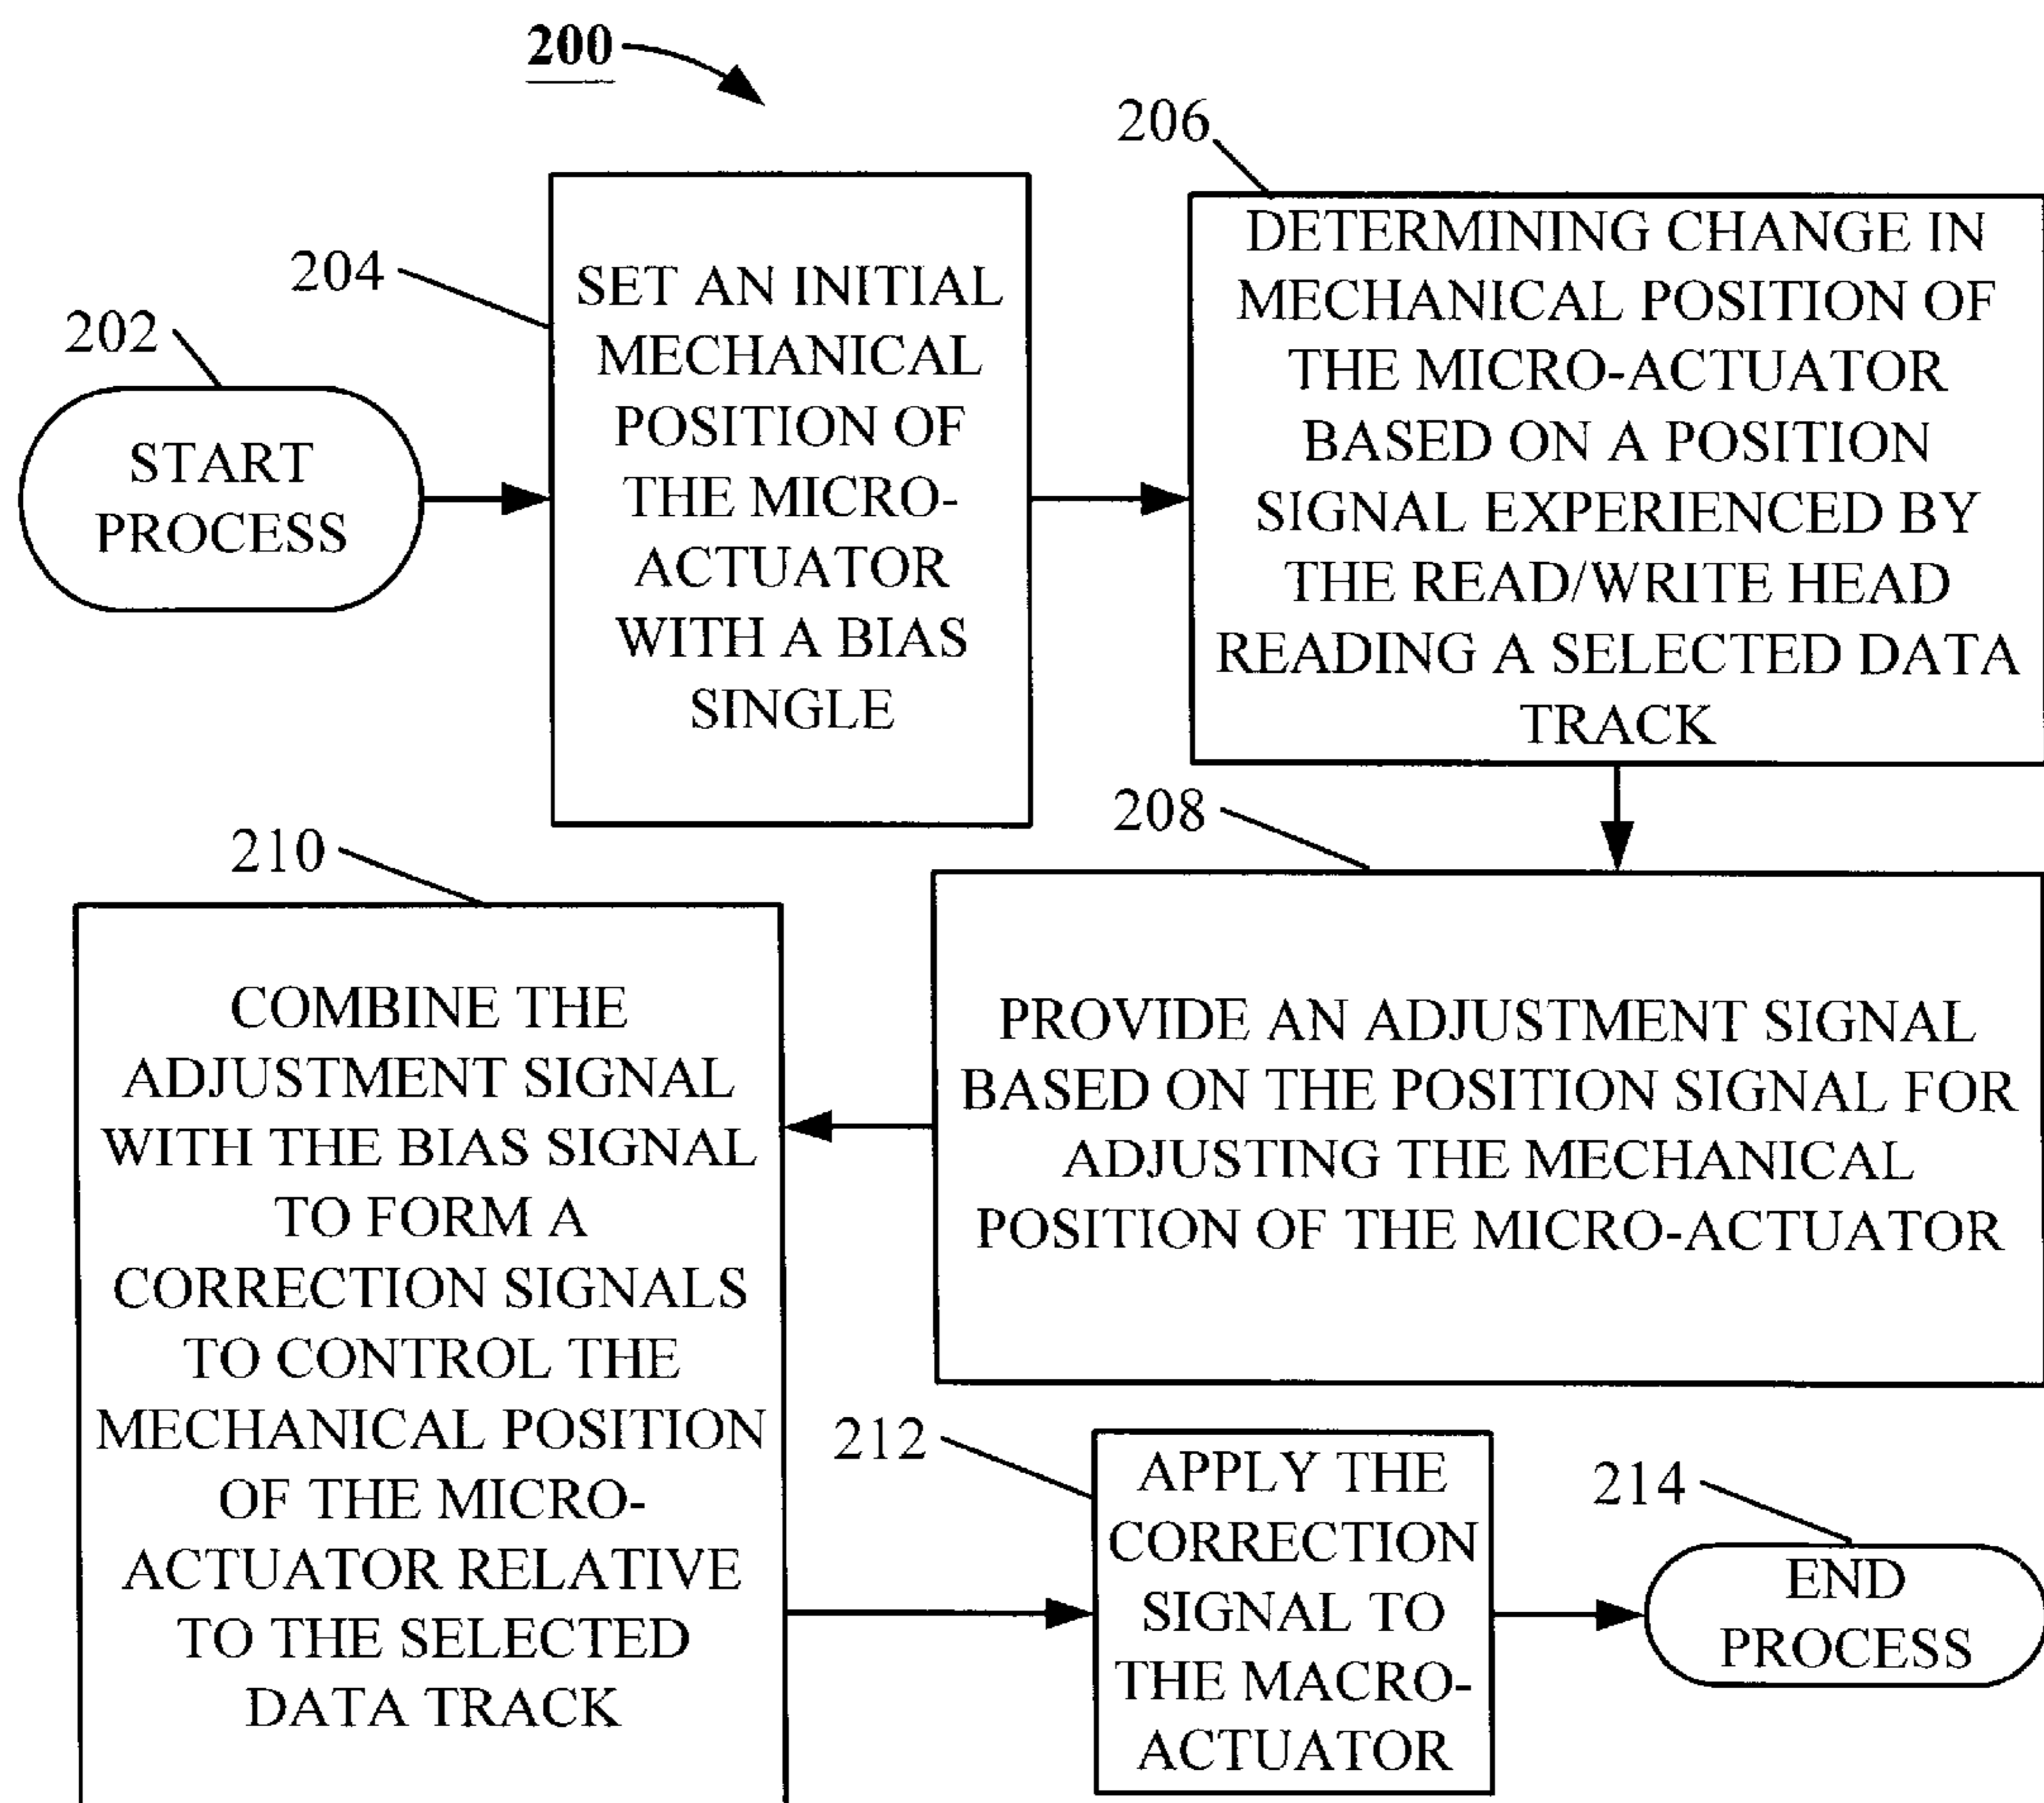 200
202
START
PROCESS
204
SET AN INITIAL
MECHANICAL
POSITION OF
THE MICRO-
ACTUATOR
WITH A BIAS
SINGLE
206
DETERMINING CHANGE IN
MECHANICAL POSITION OF
THE MICRO-ACTUATOR
BASED ON A POSITION
SIGNAL EXPERIENCED BY
THE READ/WRITE HEAD
READING A SELECTED DATA
TRACK
208
PROVIDE AN ADJUSTMENT SIGNAL
BASED ON THE POSITION SIGNAL FOR
ADJUSTING THE MECHANICAL
POSITION OF THE MICRO-ACTUATOR
210
COMBINE THE
ADJUSTMENT SIGNAL
WITH THE BIAS SIGNAL
TO FORM A
CORRECTION SIGNALS
TO CONTROL THE
MECHANICAL POSITION
OF THE MICRO-
ACTUATOR RELATIVE
TO THE SELECTED
DATA TRACK
212
APPLY THE
CORRECTION
SIGNAL TO
THE MACRO-
ACTUATOR
214
END
PROCESS